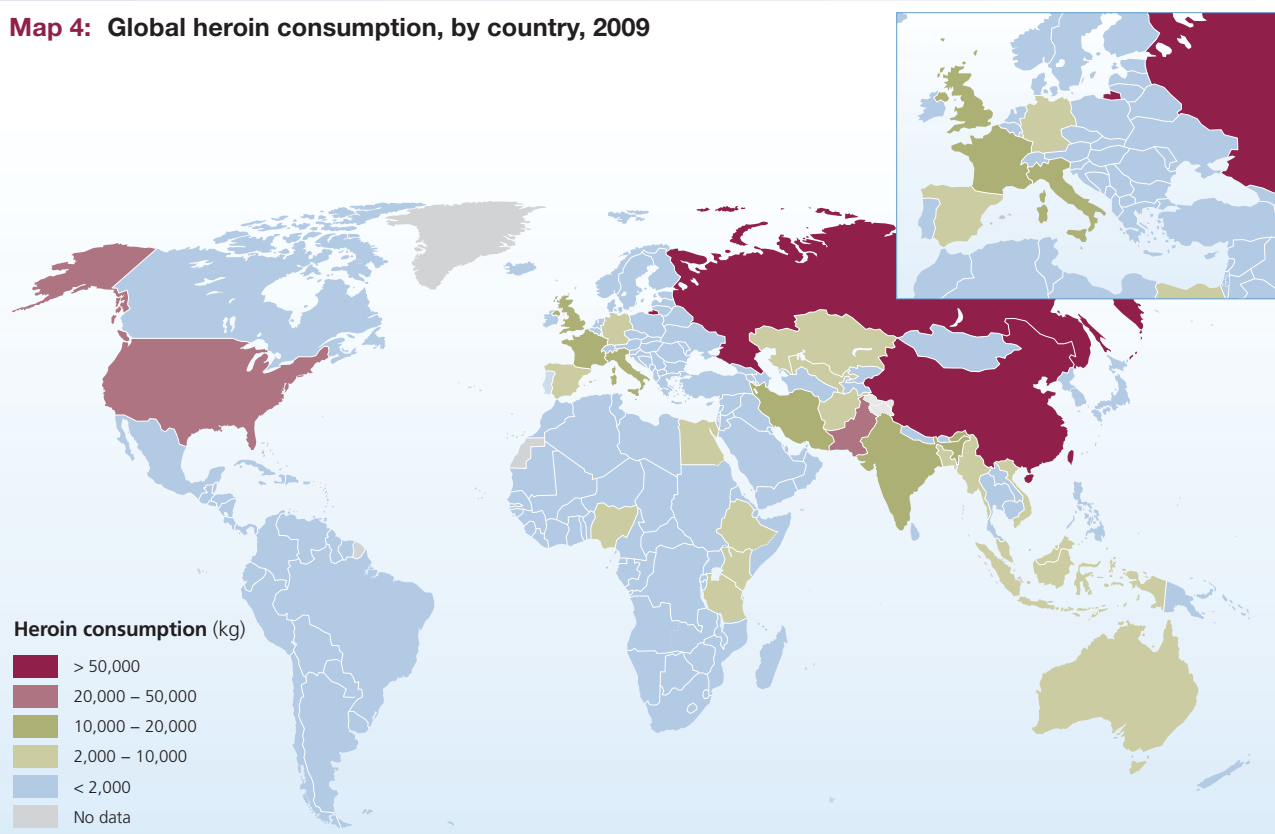 Map 4: Global heroin consumption, by country, 2009
Heroin consumption (kg)
> 50,000
20,000 – 50,000
10,000 – 20,000
2,000 – 10,000
< 2,000
No data